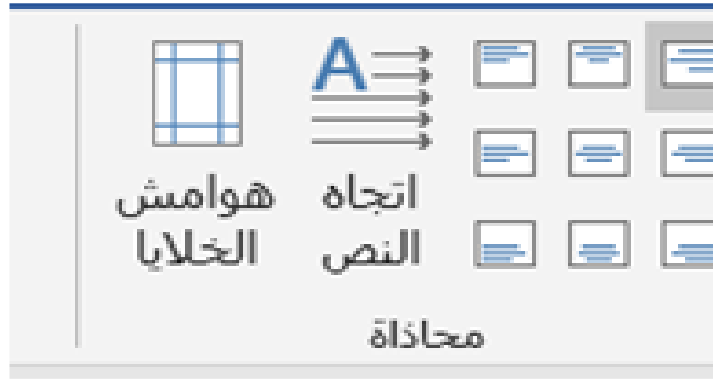 A
اتجاه
النص
هوامش
الخلايا
محاذاة